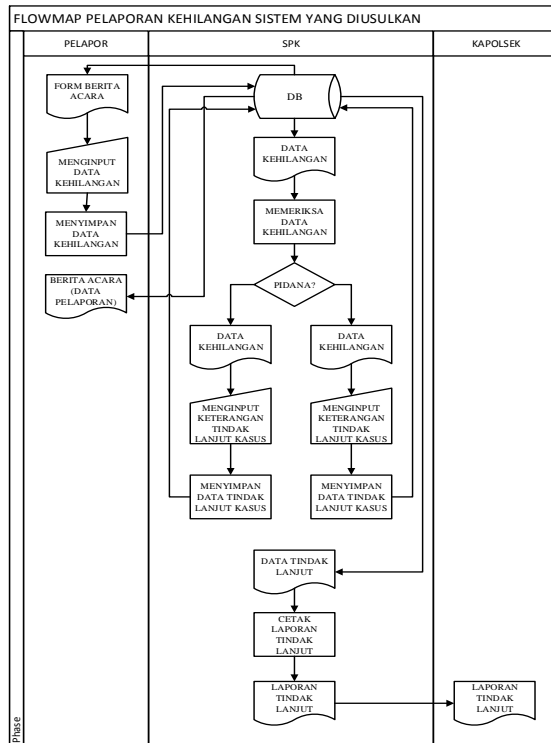 FLOWMAP PELAPORAN KEHILANGAN SISTEM YANG DIUSULKAN
PELAPOR
SPK
KAPOLSEK
FORM BERITA
ACARA
MENGINPUT
DATA
KEHILANGAN
MENYIMPAN
DATA
KEHILANGAN
BERITA ACARA
(DATA
PELAPORAN)
DB
DATA
KEHILANGAN
MEMERIKSA
DATA
KEHILANGAN
PIDANA?
DATA
KEHILANGAN
DATA
KEHILANGAN
MENGINPUT
KETERANGAN
TINDAK
LANJUT KASUS
MENGINPUT
KETERANGAN
TINDAK
LANJUT KASUS
MENYIMPAN
DATA TINDAK
LANJUT KASUS
MENYIMPAN
DATA TINDAK
LANJUT KASUS
DATA TINDAK
LANJUT
CETAK
LAPORAN
TINDAK
LANJUT
LAPORAN
TINDAK
LANJUT
LAPORAN
TINDAK
LANJUT
Phase